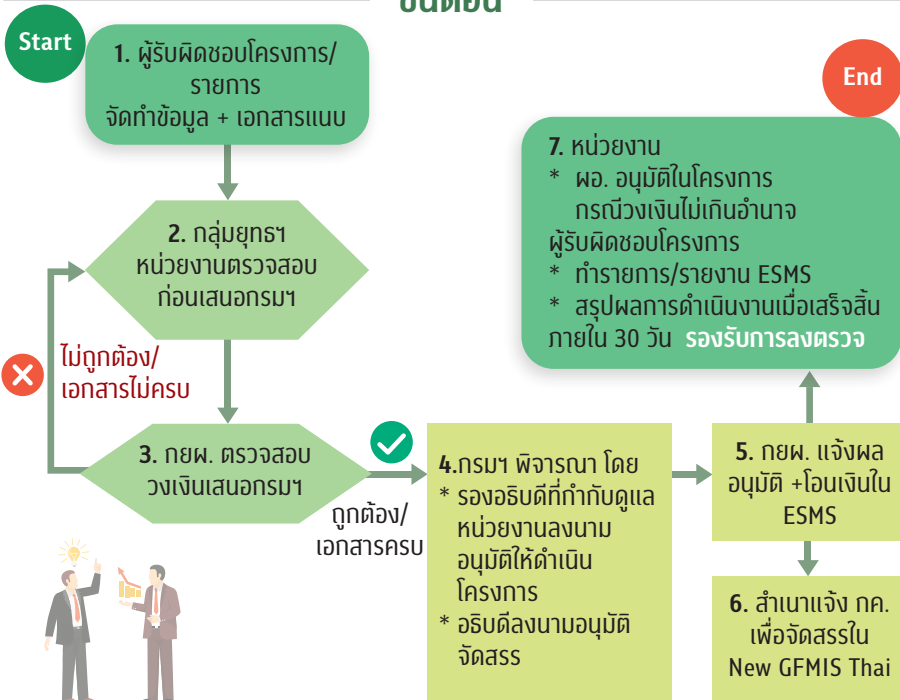 ขั้นตอน
Start
1. ผู้รับผิดชอบโครงการ/
รายการ
จัดทำข้อมูล + เอกสารแนบ
2. กลุ่มยุทธฯ
หน่วยงานตรวจสอบ
ก่อนเสนอกรมฯ
ไม่ถูกต้อง/
เอกสารไม่ครบ
3. กยผ. ตรวจสอบ
วงเงินเสนอกรมฯ
ถูกต้อง/
เอกสารครบ
4.กรมฯ พิจารณา โดย
* รองอธิบดีที่กำกับดูแล
หน่วยงานลงนาม
อนุมัติให้ดำเนิน
โครงการ
* อธิบดีลงนามอนุมัติ
จัดสรร
5. กยผ. แจ้งผล
อนุมัติ +โอนเงินใน
ESMS
6. สำเนาแจ้ง กค.
เพื่อจัดสรรใน
New GFMIS Thai
End
7. หน่วยงาน
* ผอ. อนุมัติในโครงการ
กรณีวงเงินไม่เกินอำนาจ
ผู้รับผิดชอบโครงการ
* ทำรายการ/รายงาน ESMS
* สรุปผลการดำเนินงานเมื่อเสร็จสิ้น
ภายใน 30 วัน รองรับการลงตรวจ